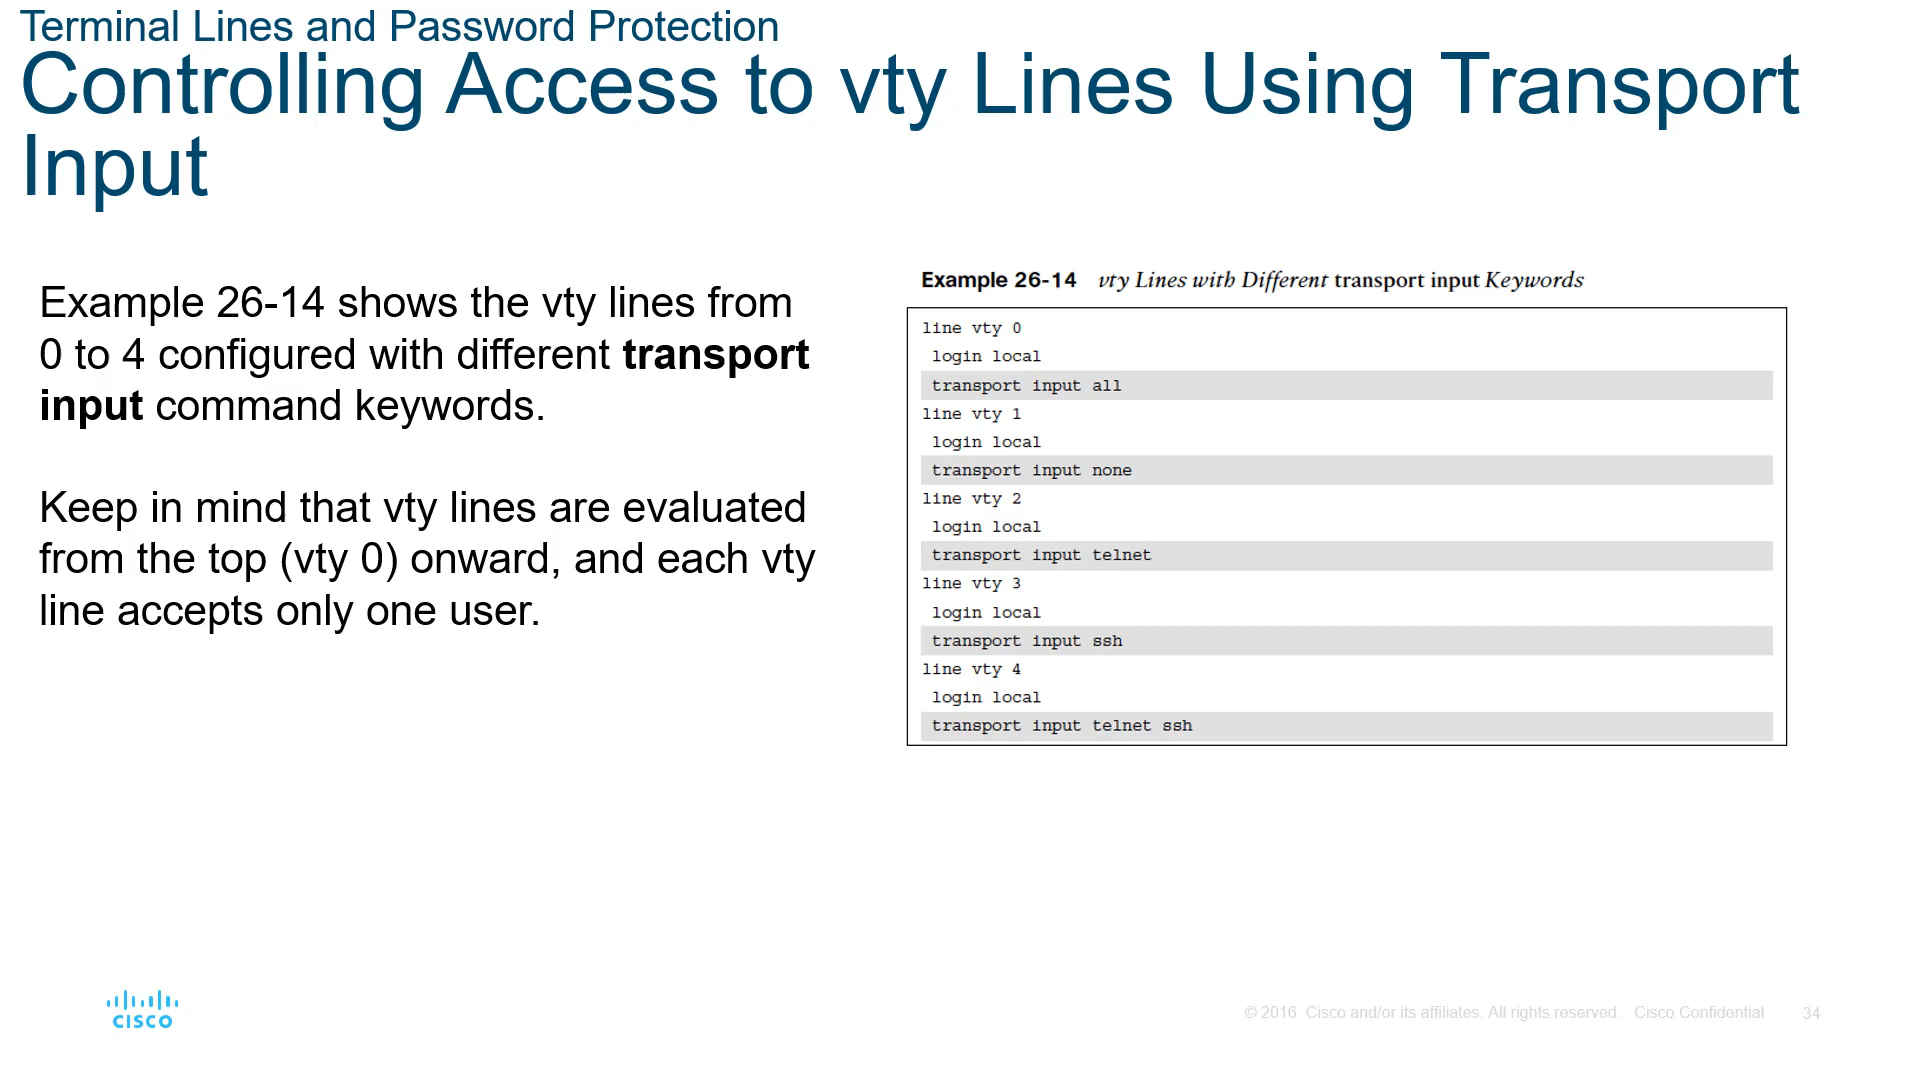 Terminal Lines and Password Protection
Controlling Access to vty Lines Using Transport
Input
Example 26-14 shows the vty lines from
0 to 4 configured with different transport
input command keywords.
Keep in mind that vty lines are evaluated
from the top (vty 0) onward, and each vty
line accepts only one user.
Example 26-14 vty Lines with Different transport input Keywords
line vty 0
login local
transport input all
line vty 1
login local
transport input none
line vty 2
login local
transport input telnet
line vty 3
login local
transport input ssh
line vty 4
login local
transport input telnet ssh
CISCO
© 2016 Cisco and/or its affiliates. All rights reserved. Cisco Confidential 34